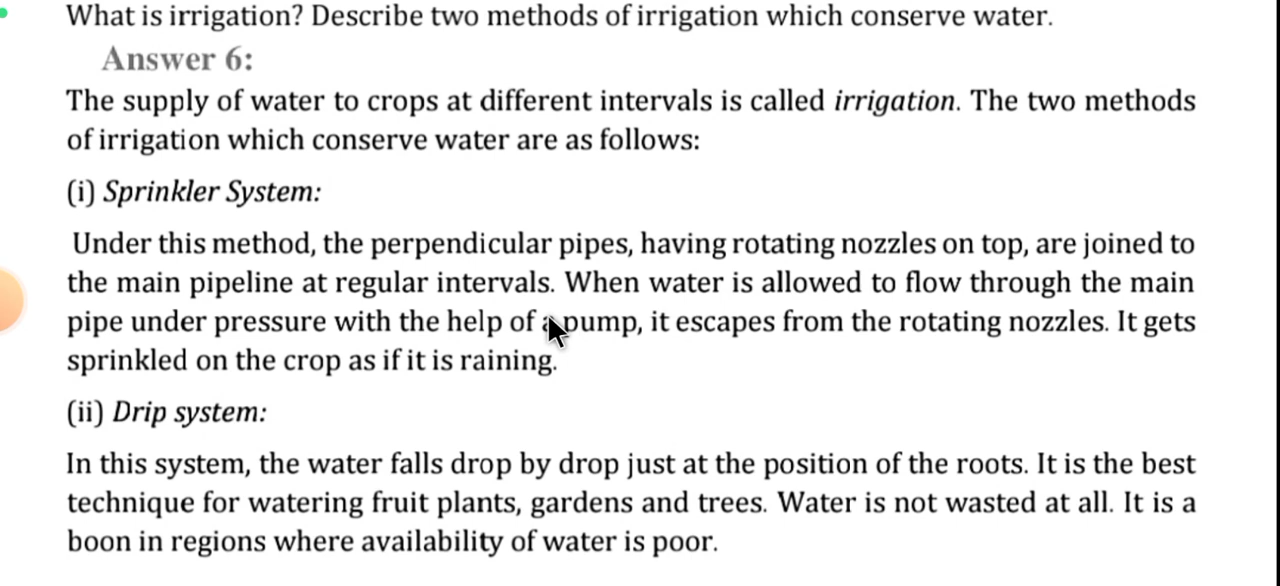 What is irrigation? Describe two methods of irrigation which conserve water.
Answer 6:
The supply of water to crops at different intervals is called irrigation. The two methods
of irrigation which conserve water are as follows:
(i) Sprinkler System:
Under this method, the perpendicular pipes, having rotating nozzles on top, are joined to
the main pipeline at regular intervals. When water is allowed to flow through the main
pipe under pressure with the help of a pump, it escapes from the rotating nozzles. It gets
sprinkled on the crop as if it is raining.
(ii) Drip system:
In this system, the water falls drop by drop just at the position of the roots. It is the best
technique for watering fruit plants, gardens and trees. Water is not wasted at all. It is a
boon in regions where availability of water is poor.